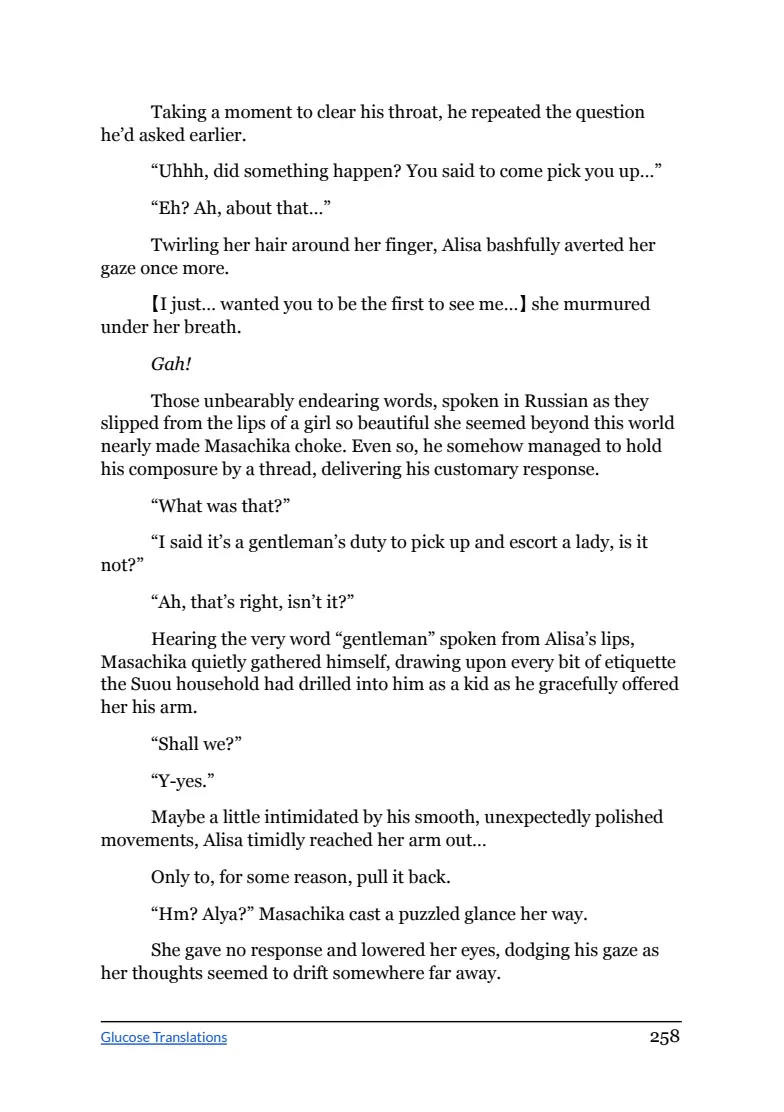 Taking a moment to clear his throat, he repeated the question
he’d asked earlier.
“Uhhh, did something happen? You said to come pick you up…”
“Eh? Ah, about that…”
Twirling her hair around her finger, Alisa bashfully averted her
gaze once more.
【I just… wanted you to be the first to see me…】 she murmured
under her breath.
Gah!
Those unbearably endearing words, spoken in Russian as they
slipped from the lips of a girl so beautiful she seemed beyond this world
nearly made Masachika choke. Even so, he somehow managed to hold
his composure by a thread, delivering his customary response.
“What was that?”
“I said it’s a gentleman’s duty to pick up and escort a lady, is it
not?”
“Ah, that’s right, isn’t it?”
Hearing the very word “gentleman” spoken from Alisa’s lips,
Masachika quietly gathered himself, drawing upon every bit of etiquette
the Suou household had drilled into him as a kid as he gracefully offered
her his arm.
“Shall we?”
“Y-yes.”
Maybe a little intimidated by his smooth, unexpectedly polished
movements, Alisa timidly reached her arm out…
Only to, for some reason, pull it back.
“Hm? Alya?” Masachika cast a puzzled glance her way.
She gave no response and lowered her eyes, dodging his gaze as
her thoughts seemed to drift somewhere far away.
Glucose Translations
258